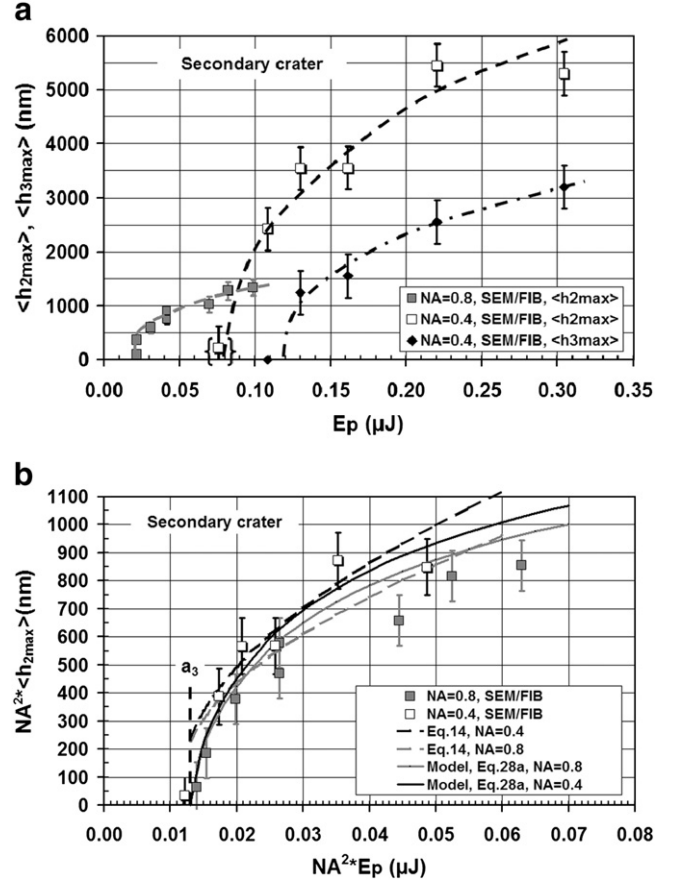 a
6000
5000
4000
3000
2000
1000
0
<h2max>, <h3max> (nm)
Secondary crater
NA=0.8, SEM/FIB, <h2max>
NA=0.4, SEM/FIB, <h2max>
NA=0.4, SEM/FIB, <h3max>
{ }
0.00 0.05 0.10 0.15 0.20 0.25 0.30 0.35
Ep (µJ)
b
1100
1000
900
800
700
600
500
400
300
200
100
0
NA2*<h2max>(nm)
Secondary crater
a3
NA=0.8, SEM/FIB
NA=0.4, SEM/FIB
Eq.14, NA=0.4
Eq.14, NA=0.8
Model, Eq.28a, NA=0.8
Model, Eq.28a, NA=0.4
0.00 0.01 0.02 0.03 0.04 0.05 0.06 0.07 0.08
NA2*Ep (µJ)